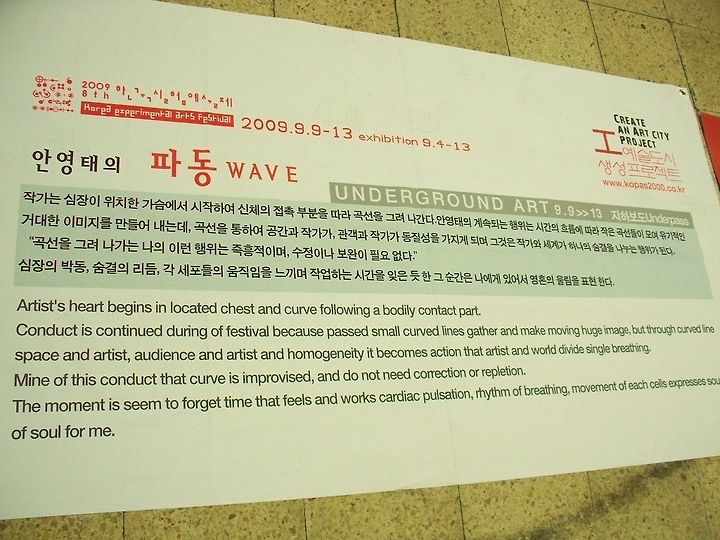 2009
8th 한국실험예술제
Korea experimental arts Festival
2009.9.9-13 exhibition 9.4-13
CREATE
AN ART CITY
PROJECT
예술도시
생성프로젝트
www.kopas2000.co.kr
안영태의 파동 WAVE
UNDERGROUND ART 9.9>>13 지하보도Underpass
작가는 심장이 위치한 가슴에서 시작하여 신체의 접촉 부분을 따라 곡선을 그려 나간다.안영태의 계속되는 행위는 시간의 흐름에 따라 작은 곡선들이 모여 유기적인
거대한 이미지를 만들어 내는데, 곡선을 통하여 공간과 작가가, 관객과 작가가 동질성을 가지게 되며 그것은 작가와 세계가 하나의 숨결을 나누는 행위가 된다.
“곡선을 그려 나가는 나의 이런 행위는 즉흥적이며, 수정이나 보완이 필요 없다.”
심장의 박동, 숨결의 리듬, 각 세포들의 움직임을 느끼며 작업하는 시간을 잊은 듯 한 그 순간은 나에게 있어서 영혼의 울림을 표현 한다.
Artist's heart begins in located chest and curve following a bodily contact part.
Conduct is continued during of festival because passed small curved lines gather and make moving huge image, but through curved line
space and artist, audience and artist and homogeneity it becomes action that artist and world divide single breathing.
Mine of this conduct that curve is improvised, and do not need correction or repletion.
The moment is seem to forget time that feels and works cardiac pulsation, rhythm of breathing, movement of each cells expresses sou
of soul for me.